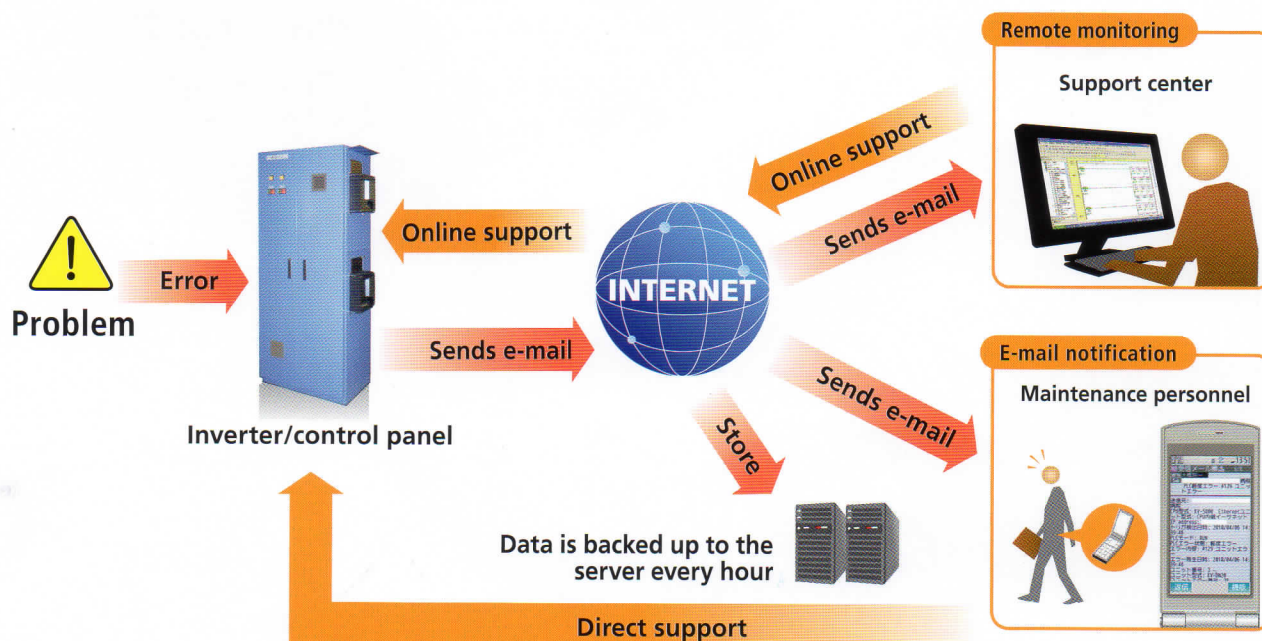 Remote monitoring
Support center
Online support
Sends e-mail
Online support
Error
INTERNET
Problem
Sends e-mail
E-mail notification
Sends e-mail
Maintenance personnel
Inverter/control panel
Store
Data is backed up to the
server every hour
Direct support